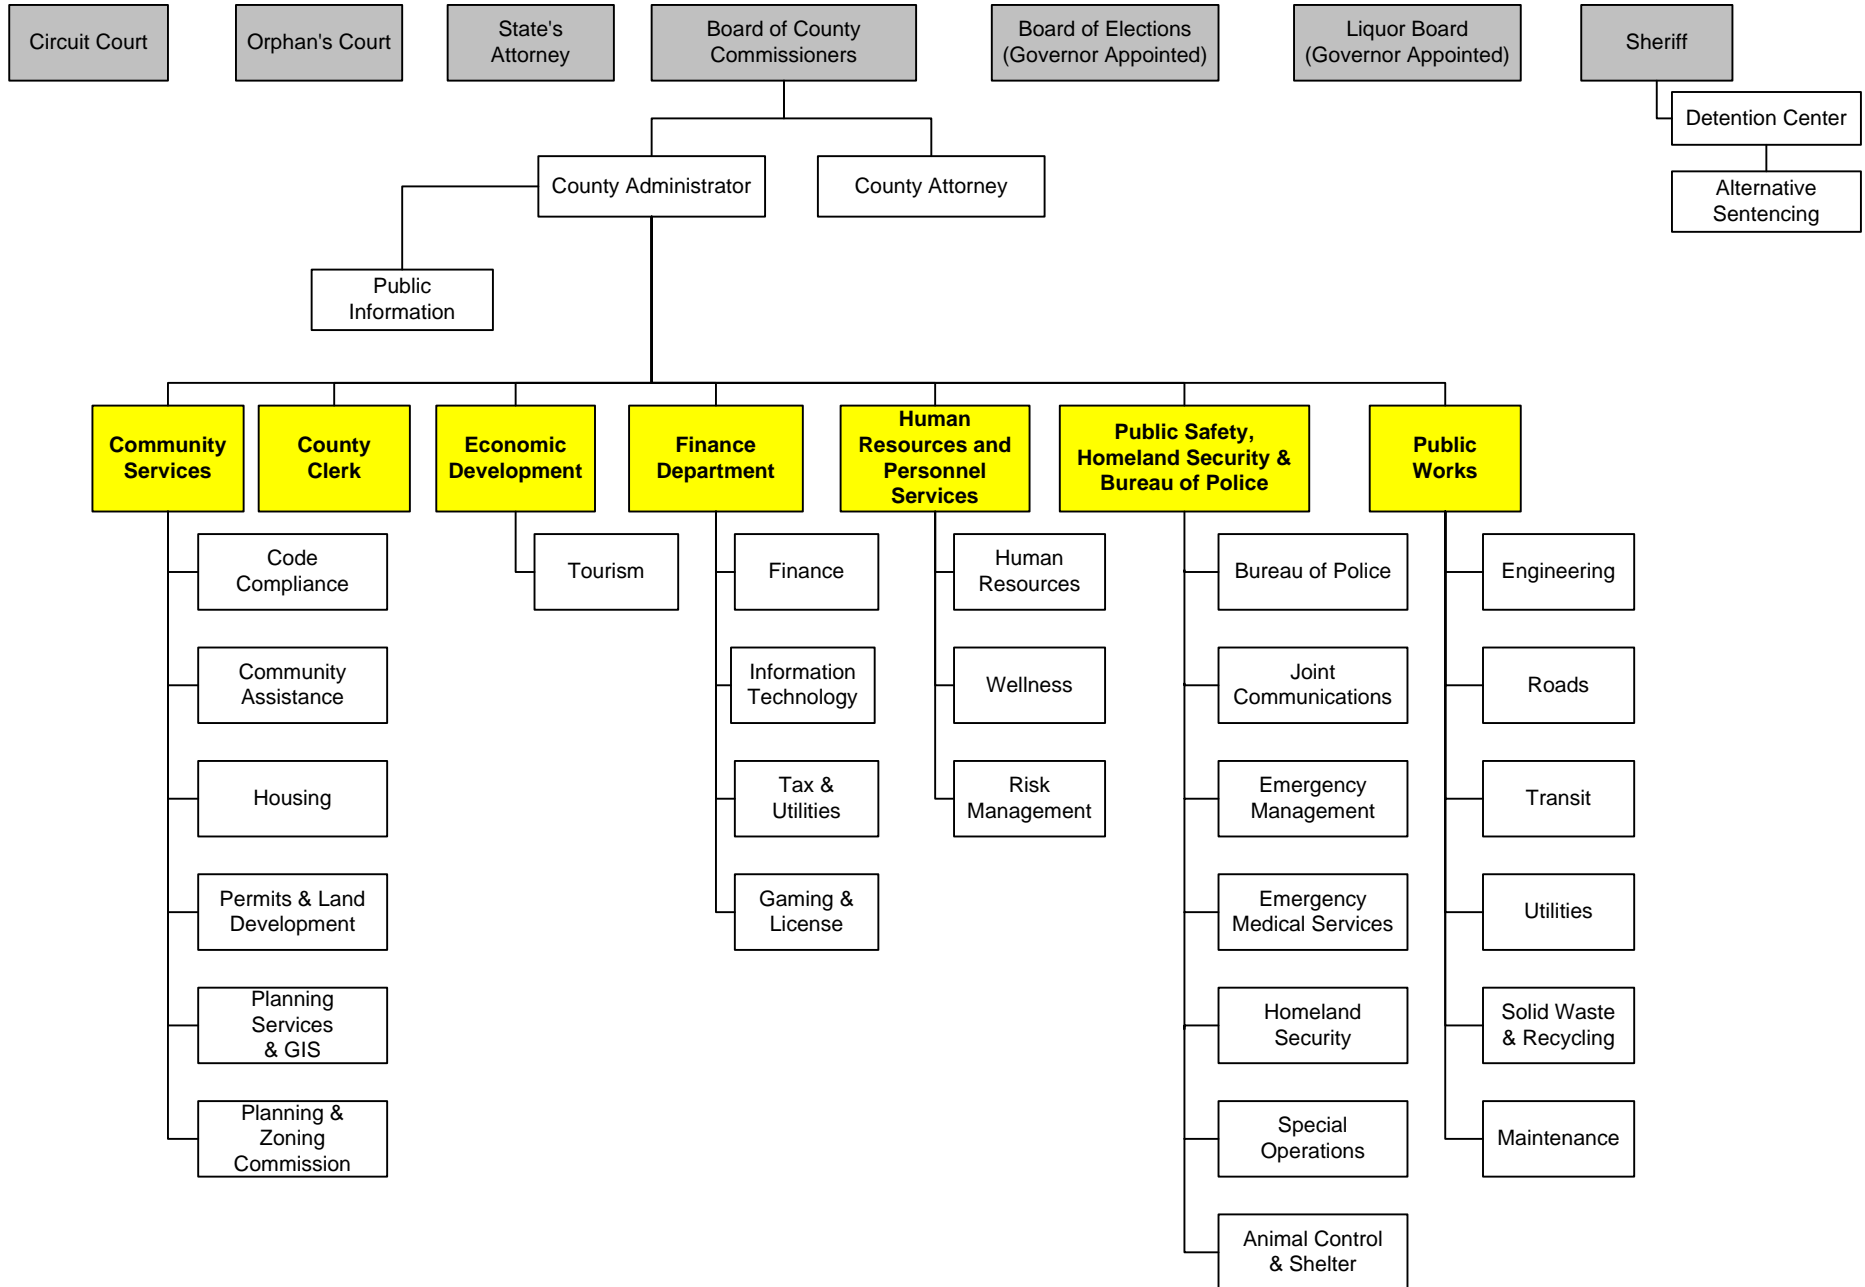 Circuit Court
Orphan's Court
State's
Attorney
Board of County
Commissioners
Board of Elections
(Governor Appointed)
Liquor Board
(Governor Appointed)
Sheriff
Detention Center
Alternative
Sentencing
County Administrator
County Attorney
Public
Information
Community
Services
County
Clerk
Economic
Development
Finance
Department
Human
Resources and
Personnel
Services
Public Safety,
Homeland Security &
Bureau of Police
Public
Works
Code
Compliance
Community
Assistance
Housing
Permits & Land
Development
Planning
Services
& GIS
Planning &
Zoning
Commission
Tourism
Finance
Information
Technology
Tax &
Utilities
Gaming &
License
Human
Resources
Wellness
Risk
Management
Bureau of Police
Joint
Communications
Emergency
Management
Emergency
Medical Services
Homeland
Security
Special
Operations
Animal Control
& Shelter
Engineering
Roads
Transit
Utilities
Solid Waste
& Recycling
Maintenance